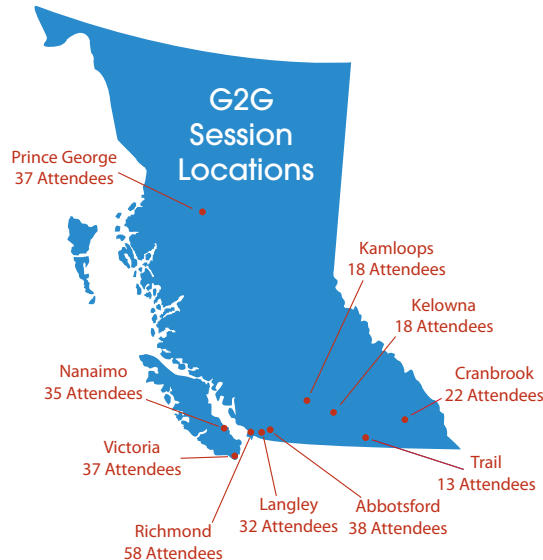 G2G
Session
Locations
Prince George
37 Attendees
Kamloops
18 Attendees
Kelowna
18 Attendees
Cranbrook
22 Attendees
Nanaimo
35 Attendees
Victoria
37 Attendees
Trail
13 Attendees
Langley
32 Attendees
Abbotsford
38 Attendees
Richmond
58 Attendees